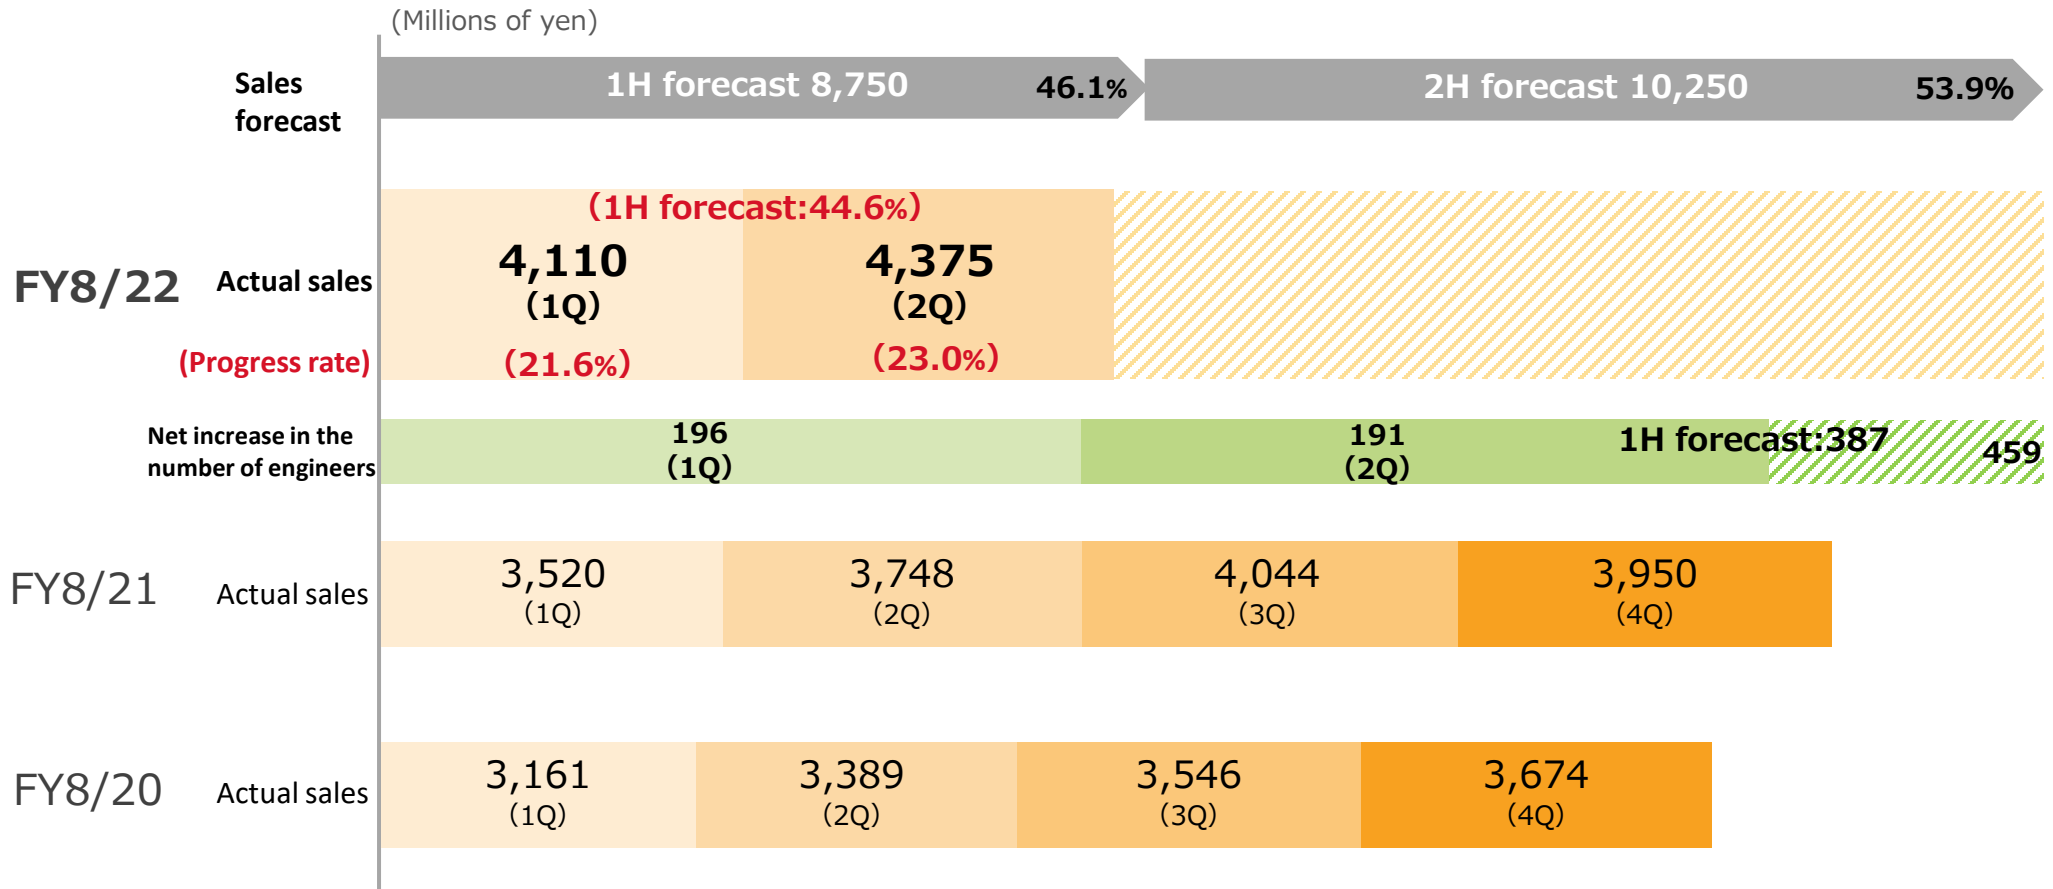 (Millions of yen)
Sales
forecast
1H forecast 8,750
46.1%
2H forecast 10,250
53.9%
(1H forecast:44.6%)
FY8/22
Actual sales
4,110
(1Q)
4,375
(2Q)
(Progress rate)
(21.6%)
(23.0%)
Net increase in the
number of engineers
196
(1Q)
191
(2Q)
1H forecast:387
459
FY8/21
Actual sales
3,520
(1Q)
3,748
(2Q)
4,044
(3Q)
3,950
(4Q)
FY8/20
Actual sales
3,161
(1Q)
3,389
(2Q)
3,546
(3Q)
3,674
(4Q)